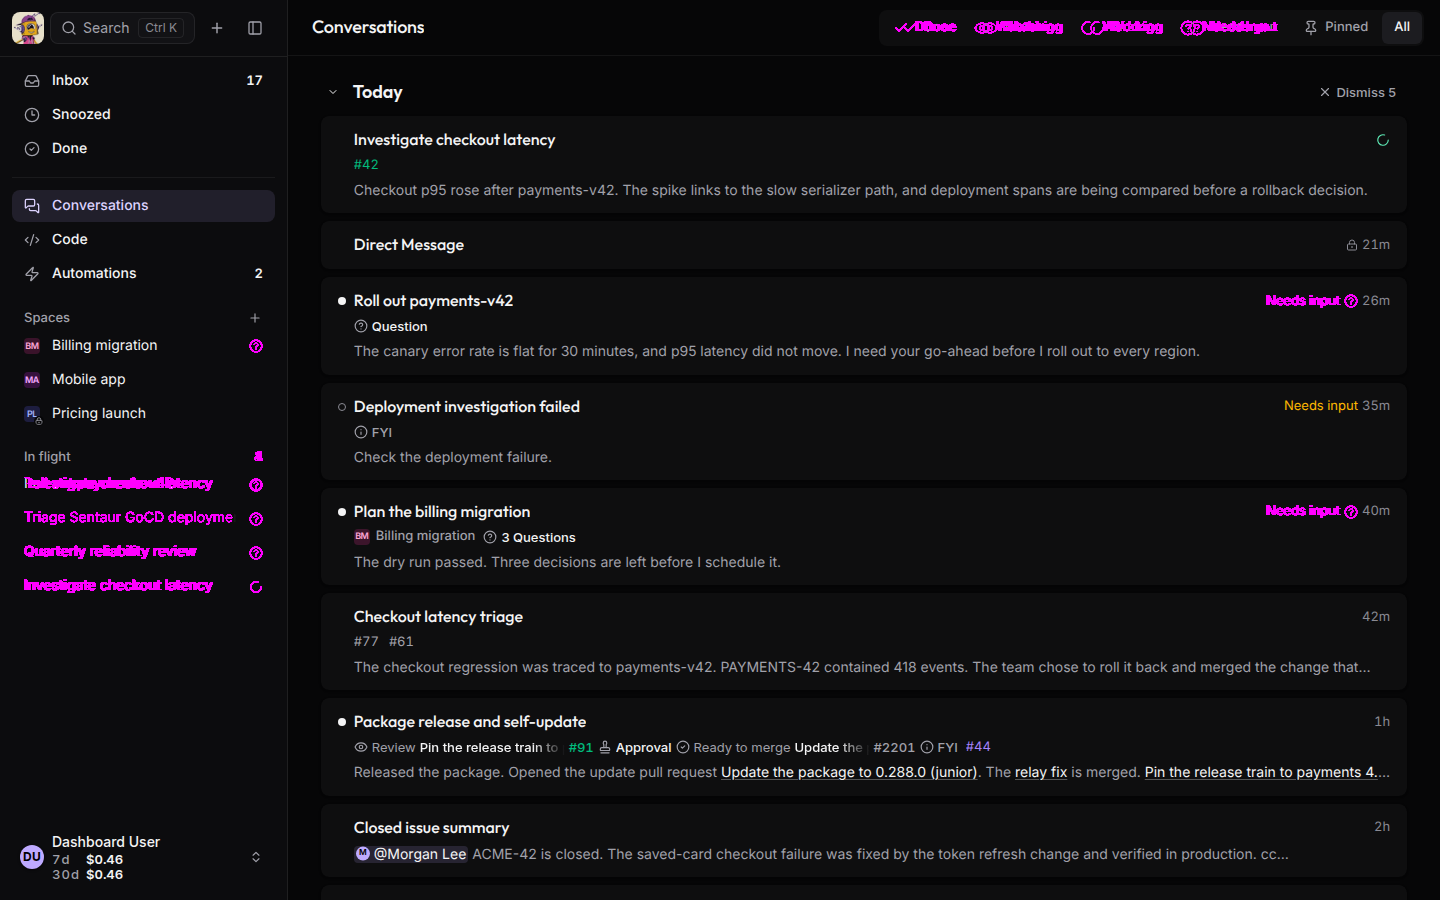 Search Ctrl K
Conversations
Pinned
All
Inbox 17
Snoozed
Done
Conversations
Code
Automations 2
Spaces
BM Billing migration
MA Mobile app
PL Pricing launch
In flight
Triage Sentaur GoCD deployme
Quarterly reliability review
Investigate checkout latency
Dashboard User
7d $0.46
30d $0.46
DU
Today
Dismiss 5
Investigate checkout latency
#42
Checkout p95 rose after payments-v42. The spike links to the slow serializer path, and deployment spans are being compared before a rollback decision.
Direct Message 21m
Roll out payments-v42 Needs input 26m
Question
The canary error rate is flat for 30 minutes, and p95 latency did not move. I need your go-ahead before I roll out to every region.
Deployment investigation failed Needs input 35m
FYI
Check the deployment failure.
Plan the billing migration Needs input 40m
BM Billing migration 3 Questions
The dry run passed. Three decisions are left before I schedule it.
Checkout latency triage 42m
#77 #61
The checkout regression was traced to payments-v42. PAYMENTS-42 contained 418 events. The team chose to roll it back and merged the change that...
Package release and self-update 1h
Review Pin the release train to #91 Approval Ready to merge Update the #2201 FYI #44
Released the package. Opened the update pull request Update the package to 0.288.0 (junior). The relay fix is merged. Pin the release train to payments 4....
Closed issue summary 2h
M @Morgan Lee ACME-42 is closed. The saved-card checkout failure was fixed by the token refresh change and verified in production. cc...